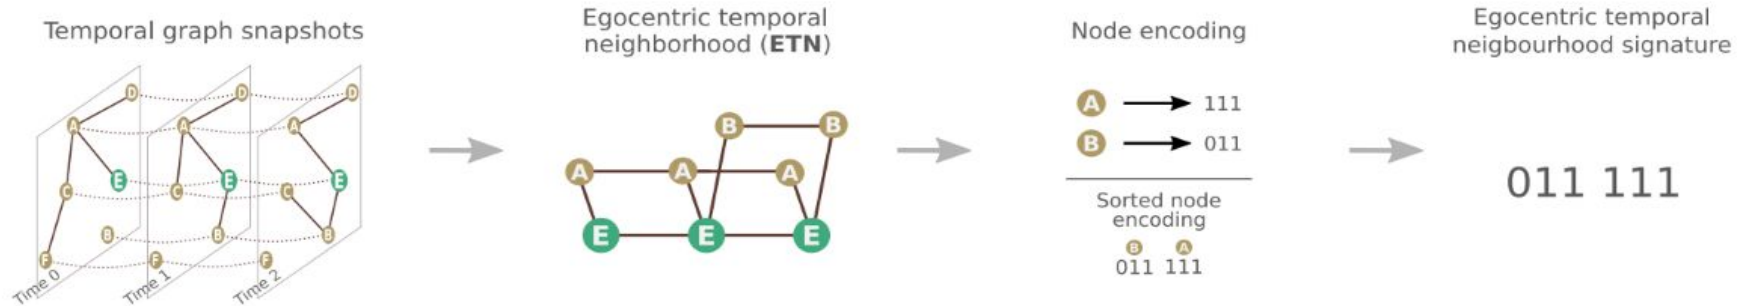 Temporal graph snapshots
D D D
A A A
E E E
C C C
B B B
F F F
Time 0 Time 1 Time 2
Egocentric temporal
neighborhood (ETN)
B B
A A A
E E E
Node encoding
A 111
B 011
Sorted node
encoding
B A
011 111
Egocentric temporal
neigbourhood signature
011 111